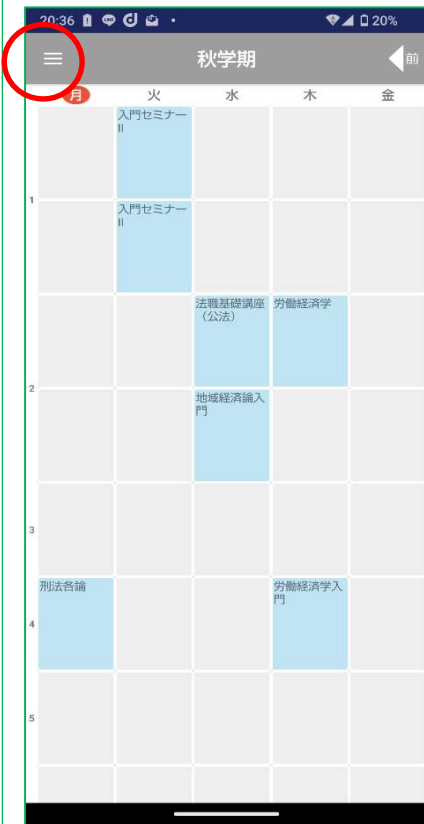 20:36 20%
秋学期 前
月 火 水 木 金
入門セミナー
II
1
入門セミナー
II
法職基礎講座
（公法）
労働経済学
2
地域経済論入
門
3
刑法各論
労働経済学入
門
4
5